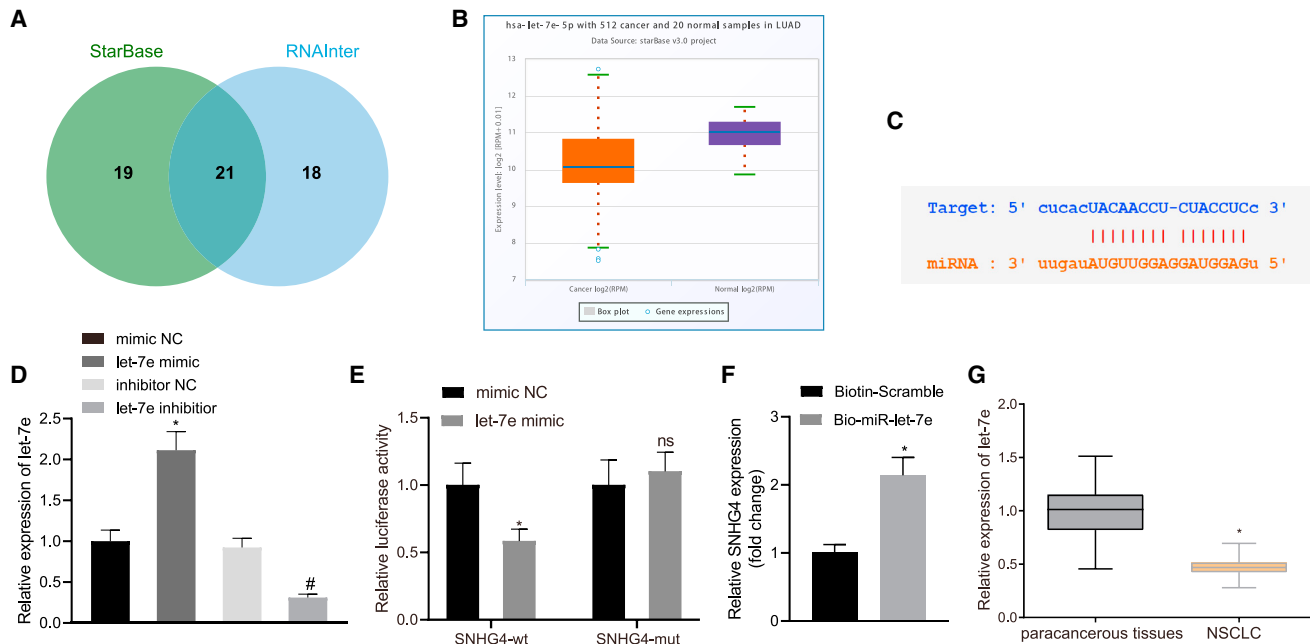 A
StarBase
RNAInter
19
21
18
B
hsa-let-7e-5p with 512 cancer and 20 normal samples in LUAD
Data Source: starBase v3.0 project
Expression level: log2 [RPM+0.01]
13
12
11
10
9
8
7
Cancer log2(RPM)
Normal log2(RPM)
Box plot
Gene expressions
C
Target: 5' cucacUACAACCU-CUACCUCc 3'
miRNA : 3' uugauAUGUUGGAGGAUGGAGu 5'
D
mimic NC
let-7e mimic
inhibitor NC
let-7e inhibitior
Relative expression of let-7e
2.5
2.0
1.5
1.0
0.5
0.0
*
#
E
mimic NC
let-7e mimic
Relative luciferase activity
1.5
1.0
0.5
0.0
*
ns
SNHG4-wt
SNHG4-mut
F
Biotin-Scramble
Bio-miR-let-7e
Relative SNHG4 expression
(fold change)
3
2
1
0
*
G
Relative expression of let-7e
2.0
1.5
1.0
0.5
0.0
*
paracancerous tissues
NSCLC